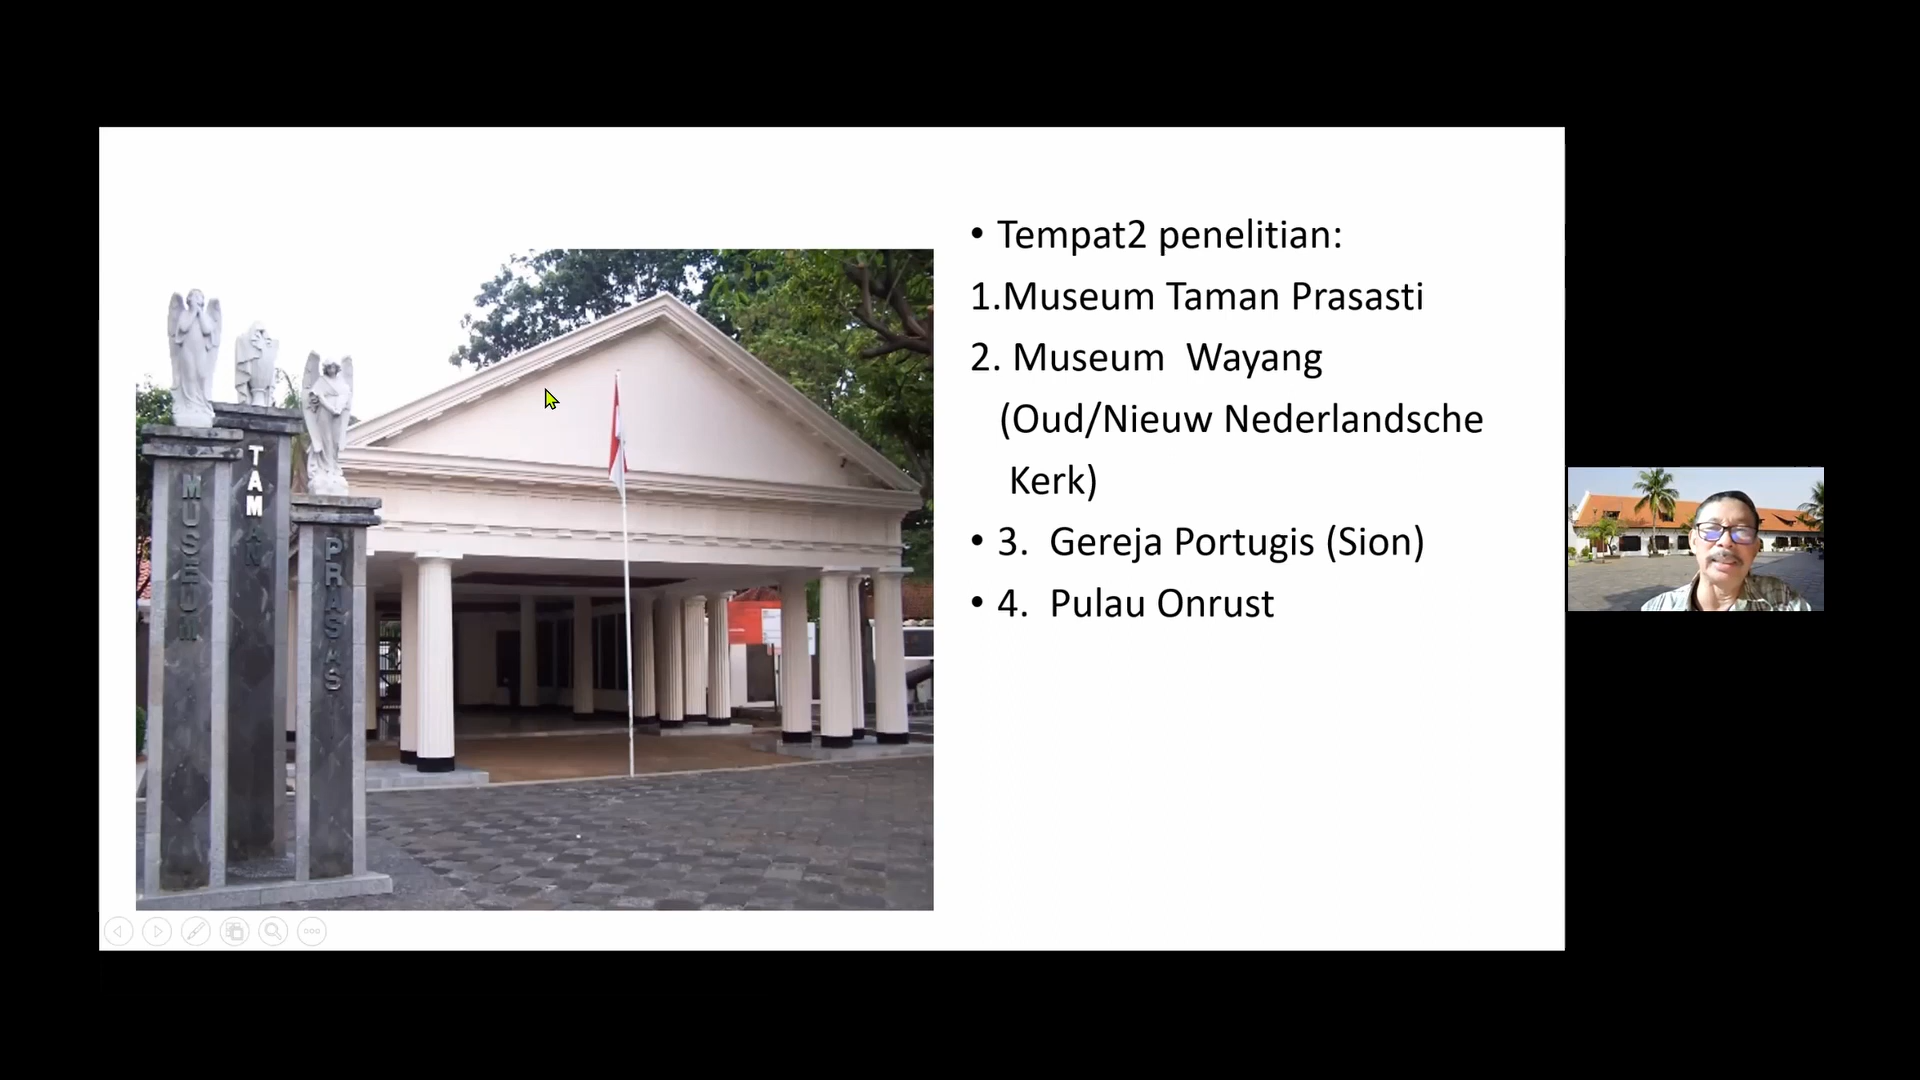 MUSEUM
TAMAN
PRASAS
• Tempat2 penelitian:
1.Museum Taman Prasasti
2. Museum Wayang
(Oud/Nieuw Nederlandsche
Kerk)
• 3. Gereja Portugis (Sion)
• 4. Pulau Onrust